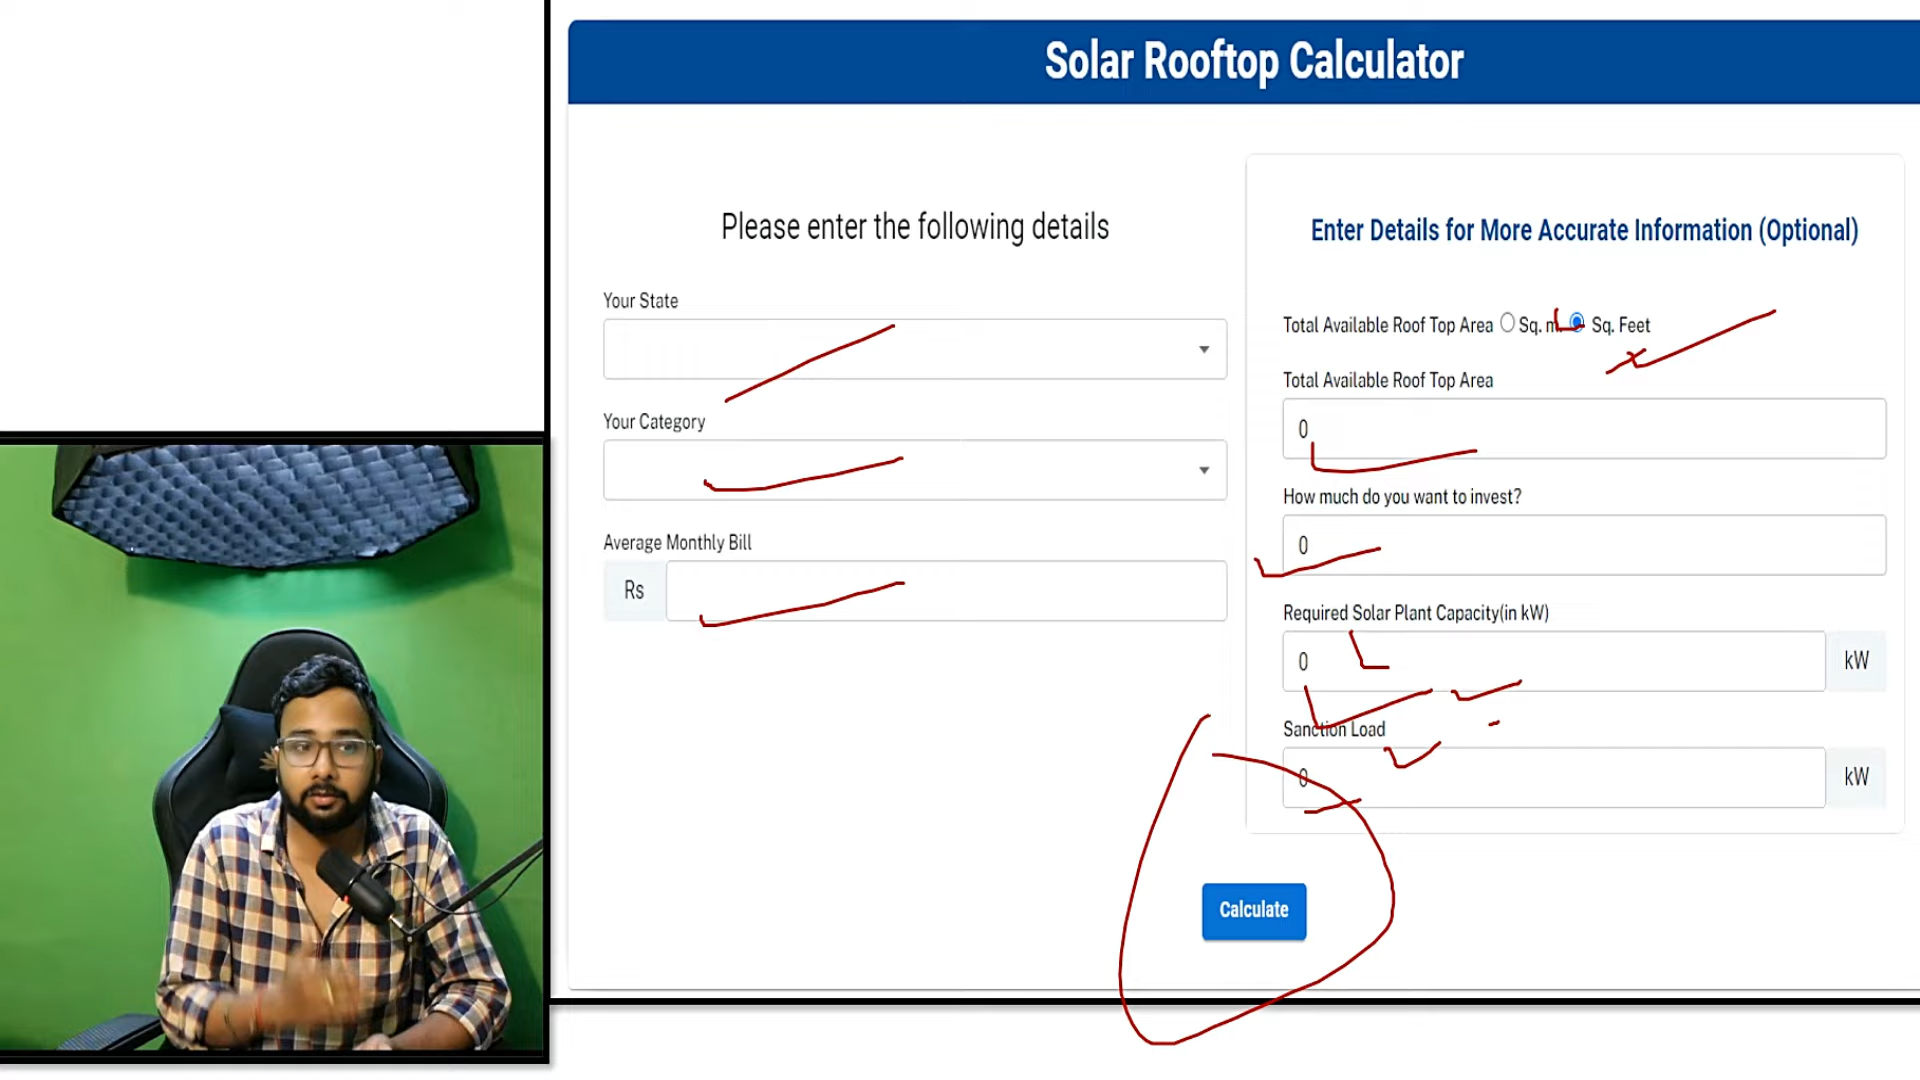 Solar Rooftop Calculator
Please enter the following details
Your State
Your Category
Average Monthly Bill
Rs
Enter Details for More Accurate Information (Optional)
Total Available Roof Top Area Sq. m. Sq. Feet
Total Available Roof Top Area
0
How much do you want to invest?
0
Required Solar Plant Capacity(in kW)
0 kW
Sanction Load
0 kW
Calculate